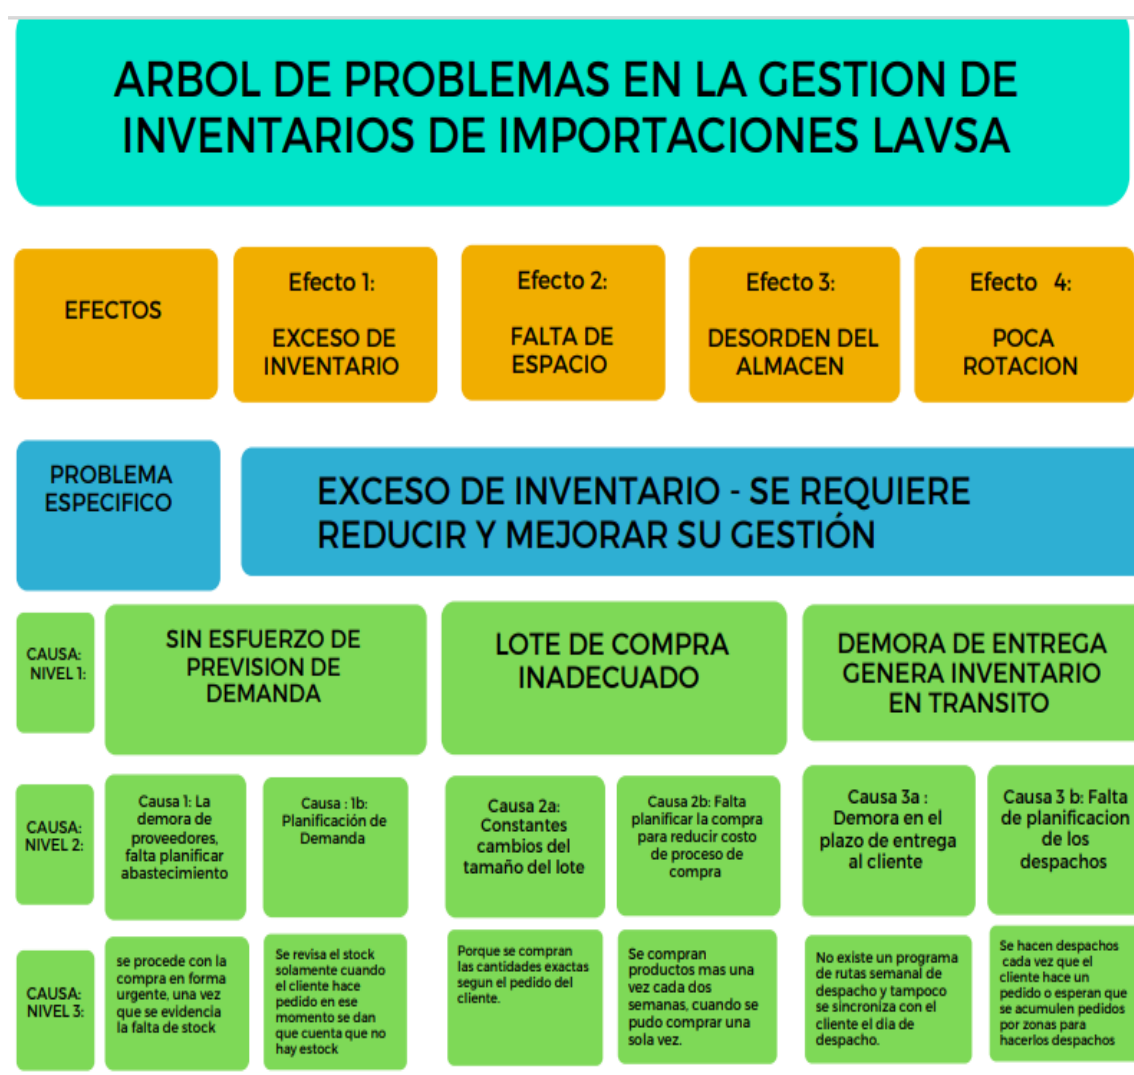 ARBOL DE PROBLEMAS EN LA GESTION DE
INVENTARIOS DE IMPORTACIONES LAVSA
EFECTOS
Efecto 1:
EXCESO DE
INVENTARIO
Efecto 2:
FALTA DE
ESPACIO
Efecto 3:
DESORDEN DEL
ALMACEN
Efecto 4:
POCA
ROTACION
PROBLEMA
ESPECIFICO
EXCESO DE INVENTARIO - SE REQUIERE
REDUCIR Y MEJORAR SU GESTIÓN
CAUSA:
NIVEL 1:
SIN ESFUERZO DE
PREVISION DE
DEMANDA
LOTE DE COMPRA
INADECUADO
DEMORA DE ENTREGA
GENERA INVENTARIO
EN TRANSITO
CAUSA:
NIVEL 2:
Causa 1: La
demora de
proveedores,
falta planificar
abastecimiento
Causa : 1b:
Planificación de
Demanda
Causa 2a:
Constantes
cambios del
tamaño del lote
Causa 2b: Falta
planificar la compra
para reducir costo
de proceso de
compra
Causa 3a :
Demora en el
plazo de entrega
al cliente
Causa 3 b: Falta
de planificacion
de los
despachos
CAUSA:
NIVEL 3:
se procede con la
compra en forma
urgente, una vez
que se evidencia
la falta de stock
Se revisa el stock
solamente cuando
el cliente hace
pedido en ese
momento se dan
que cuenta que no
hay estock
Porque se compran
las cantidades exactas
segun el pedido del
cliente.
Se compran
productos mas una
vez cada dos
semanas, cuando se
pudo comprar una
sola vez.
No existe un programa
de rutas semanal de
despacho y tampoco
se sincroniza con el
cliente el dia de
despacho.
Se hacen despachos
cada vez que el
cliente hace un
pedido o esperan que
se acumulen pedidos
por zonas para
hacerlos despachos